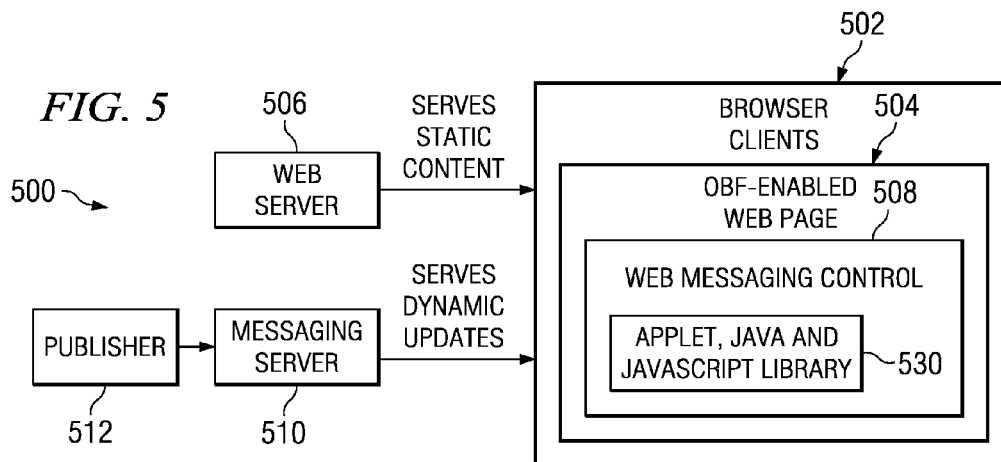 FIG. 5
500
506
WEB
SERVER
SERVES
STATIC
CONTENT
PUBLISHER
512
MESSAGING
SERVER
510
SERVES
DYNAMIC
UPDATES
502
BROWSER
CLIENTS
504
OBF-ENABLED
WEB PAGE
508
WEB MESSAGING CONTROL
APPLET, JAVA AND
JAVASCRIPT LIBRARY
530